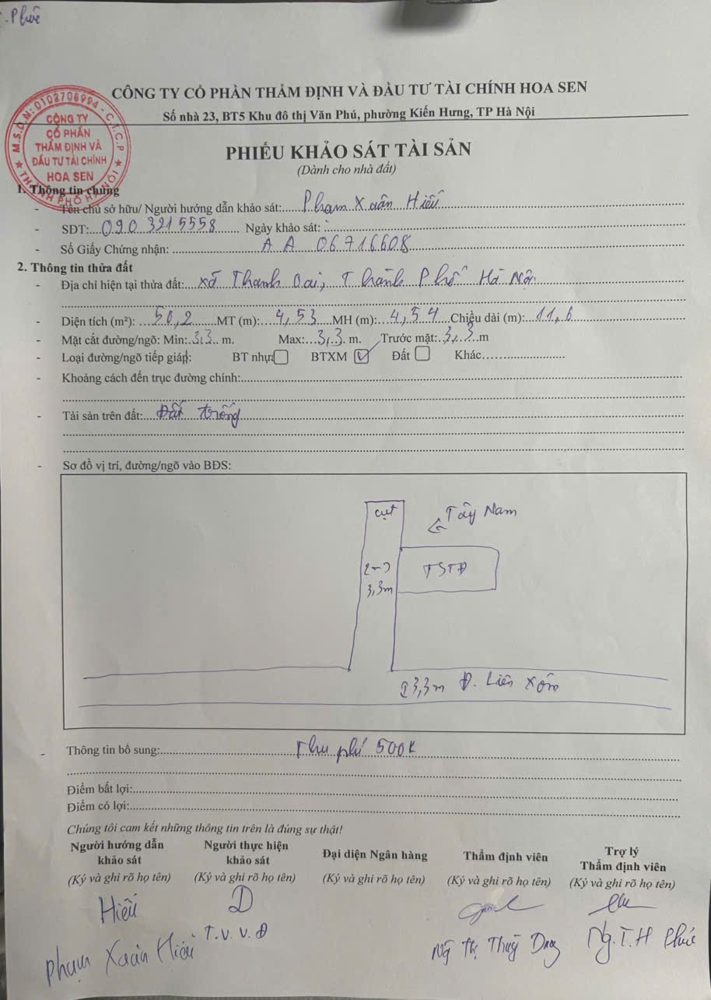 . Phúc
CÔNG TY CỔ PHẦN THẨM ĐỊNH VÀ ĐẦU TƯ TÀI CHÍNH HOA SEN
Số nhà 23, BT5 Khu đô thị Văn Phú, phường Kiến Hưng, TP Hà Nội
M.S.D.N: 0102706994 - C.T.C.P
CÔNG TY
CỔ PHẦN
THẨM ĐỊNH VÀ
ĐẦU TƯ TÀI CHÍNH
HOA SEN
THÀNH PHỐ HÀ NỘI
PHIẾU KHẢO SÁT TÀI SẢN
(Dành cho nhà đất)
1. Thông tin chung
- Tên chủ sở hữu/ Người hướng dẫn khảo sát: Phạm Xuân Hiếu
- SĐT: 090 3215558 Ngày khảo sát:
- Số Giấy Chứng nhận: AA 06716608
2. Thông tin thửa đất
- Địa chỉ hiện tại thửa đất: xã Thanh Oai, Thành Phố Hà Nội
- Diện tích (m²): 50,2 MT (m): 4,53 MH (m): 4,54 Chiều dài (m): 11,6
- Mặt cắt đường/ngõ: Min: 3,3 m. Max: 3,3 m. Trước mặt: 3,3 m
- Loại đường/ngõ tiếp giáp: BT nhựa BTXM Đất Khác
- Khoảng cách đến trục đường chính:
- Tài sản trên đất: Đất trống
- Sơ đồ vị trí, đường/ngõ vào BĐS:
cụt
Tây Nam
TSTĐ
3,3m
3,3m Đ. Liên Xóm
- Thông tin bổ sung: Thu phí 500K
Điểm bất lợi:
Điểm có lợi:
Chúng tôi cam kết những thông tin trên là đúng sự thật!
Người hướng dẫn khảo sát
(Ký và ghi rõ họ tên)
Người thực hiện khảo sát
(Ký và ghi rõ họ tên)
Đại diện Ngân hàng
(Ký và ghi rõ họ tên)
Thẩm định viên
(Ký và ghi rõ họ tên)
Trợ lý
Thẩm định viên
(Ký và ghi rõ họ tên)
Hiếu
Phạm Xuân Hiếu
D
T.V.V.Đ
Ng Thị Thuỳ
Ng.T.H Phúc